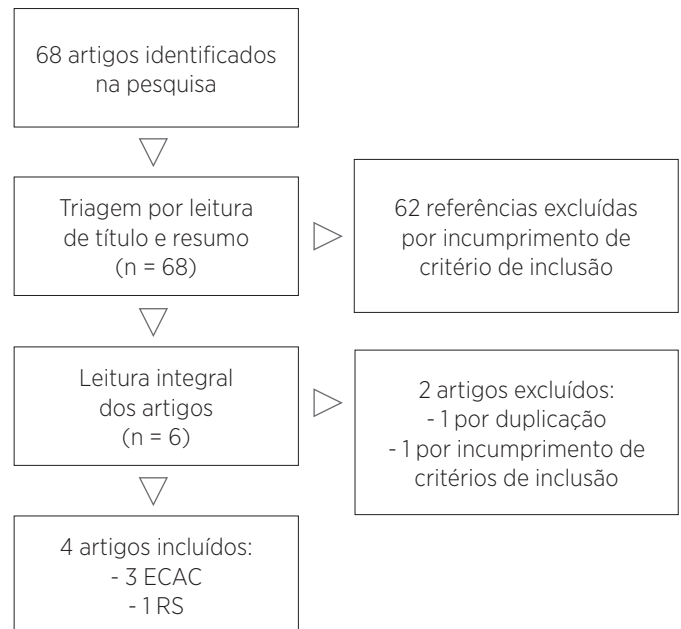 68 artigos identificados
na pesquisa
Triagem por leitura
de título e resumo
(n = 68)
62 referências excluídas
por incumprimento de
critério de inclusão
Leitura integral
dos artigos
(n = 6)
2 artigos excluídos:
- 1 por duplicação
- 1 por incumprimento de
critérios de inclusão
4 artigos incluídos:
- 3 ECAC
- 1 RS